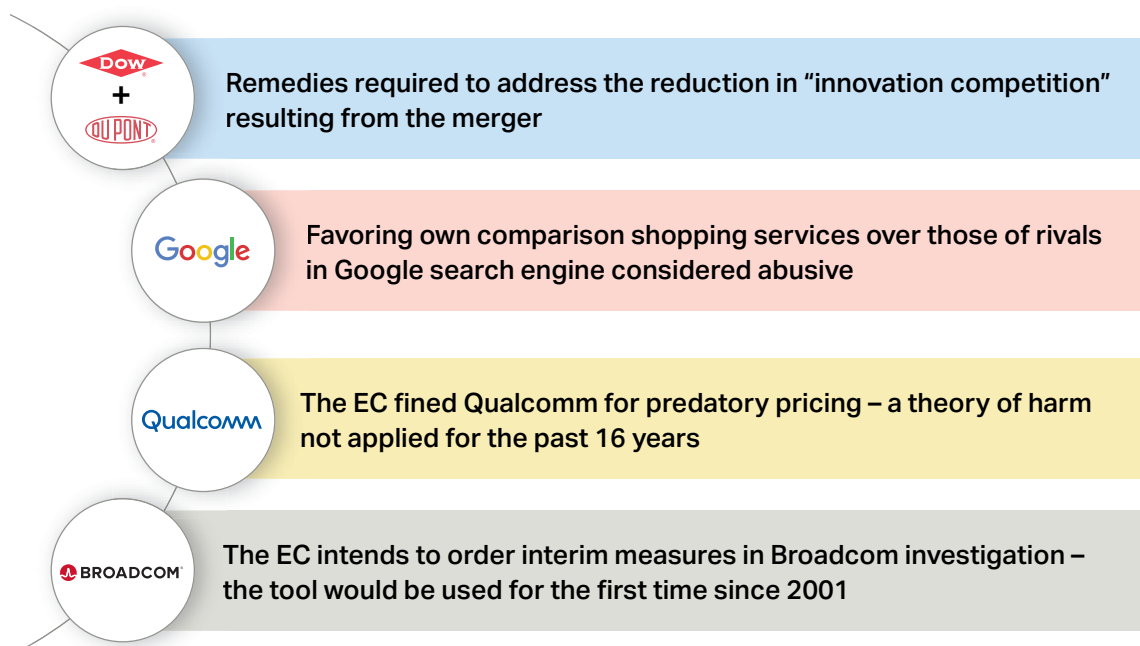 DOW
+
DU PONT
Remedies required to address the reduction in “innovation competition”
resulting from the merger
Google
Favoring own comparison shopping services over those of rivals
in Google search engine considered abusive
Qualcomm
The EC fined Qualcomm for predatory pricing – a theory of harm
not applied for the past 16 years
BROADCOM
The EC intends to order interim measures in Broadcom investigation –
the tool would be used for the first time since 2001